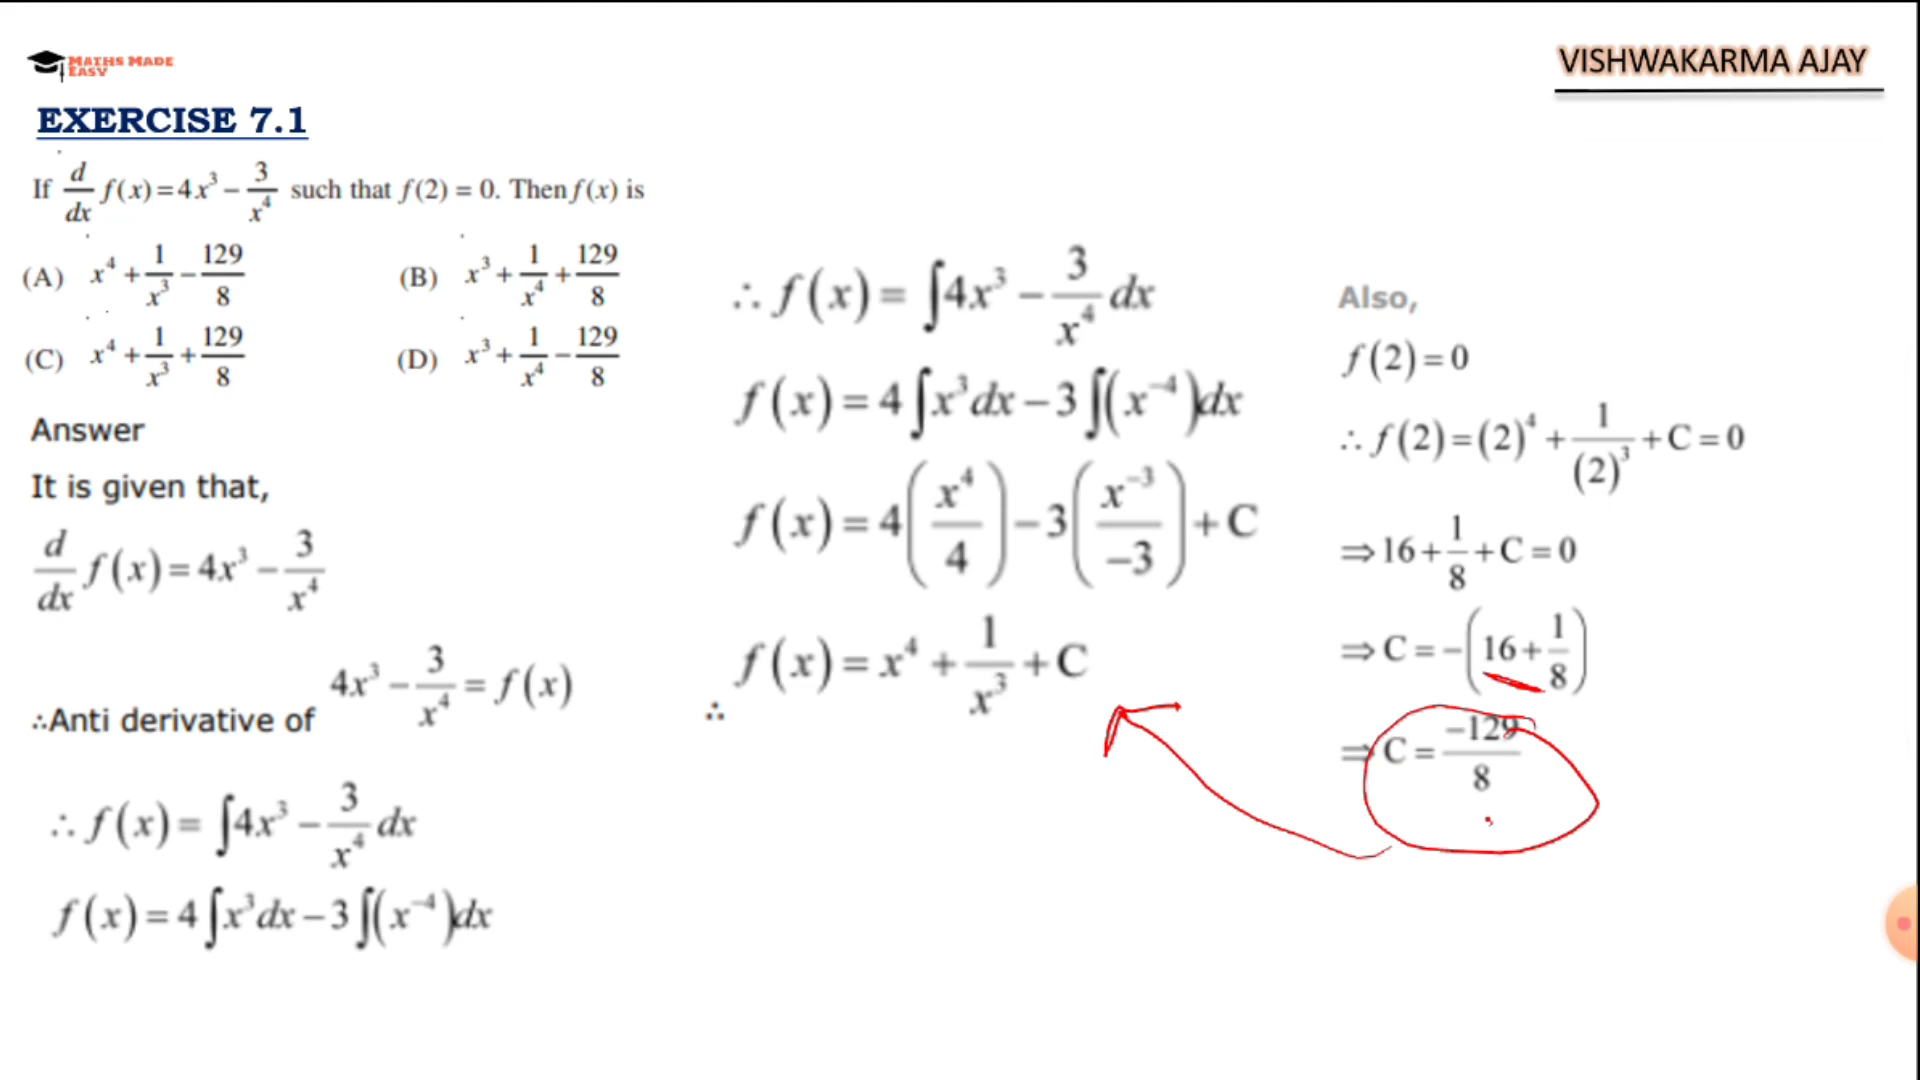 MATHS MADE EASY
VISHWAKARMA AJAY
EXERCISE 7.1
If d/dx f(x) = 4x³ − 3/x⁴ such that f(2) = 0. Then f(x) is
(A) x⁴ + 1/x³ − 129/8
(B) x³ + 1/x⁴ + 129/8
(C) x⁴ + 1/x³ + 129/8
(D) x³ + 1/x⁴ − 129/8
Answer
It is given that,
d/dx f(x) = 4x³ − 3/x⁴
∴Anti derivative of 4x³ − 3/x⁴ = f(x)
∴ f(x) = ∫4x³ − 3/x⁴ dx
f(x) = 4∫x³dx − 3∫(x⁻⁴)dx
∴ f(x) = ∫4x³ − 3/x⁴ dx
f(x) = 4∫x³dx − 3∫(x⁻⁴)dx
f(x) = 4(x⁴/4) − 3(x⁻³/−3) + C
∴ f(x) = x⁴ + 1/x³ + C
Also,
f(2) = 0
∴ f(2) = (2)⁴ + 1/(2)³ + C = 0
⇒ 16 + 1/8 + C = 0
⇒ C = −(16 + 1/8)
⇒ C = −129/8